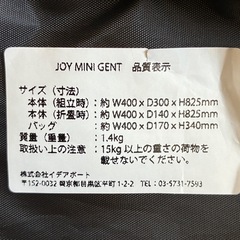 JOY MINI GENT 品質表示
サイズ（寸法）
本体（組立時）：約 W400 x D300 x H825mm
本体（折畳時）：約 W400 x D140 x H825mm
バッグ　　　　：約 W400 x D170 x H340mm
質量（重量）：1.4kg
取扱い上の注意：15kg 以上の重さの荷物を
載せないでください。
株式会社イデアポート
〒152-0032 東京都目黒区平町 1-2-2 TEL 03-5731-7593